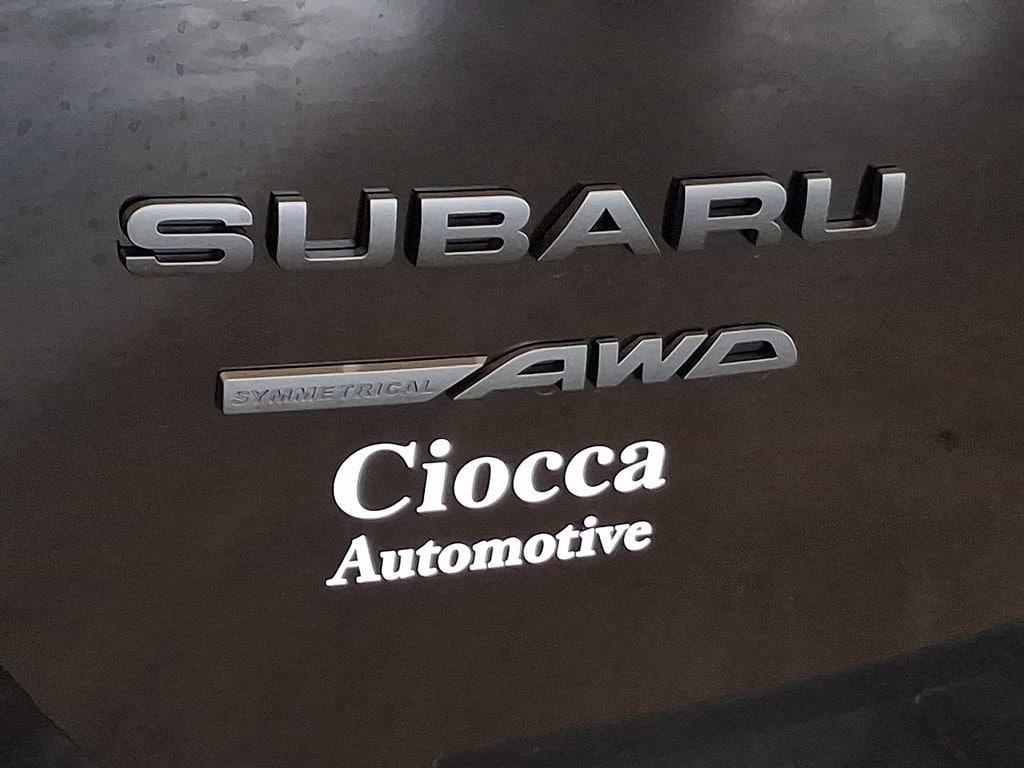 SUBARU
SYMMETRICAL AWD
Ciocca
Automotive